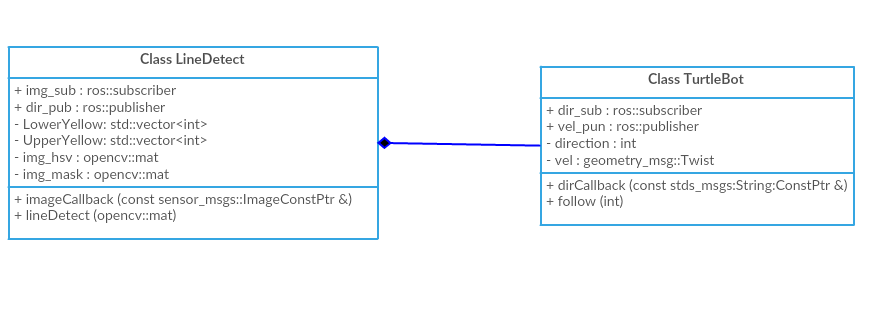 Class LineDetect
+ img_sub : ros::subscriber
+ dir_pub : ros::publisher
- LowerYellow: std::vector<int>
- UpperYellow: std::vector<int>
- img_hsv : opencv::mat
- img_mask : opencv::mat
+ imageCallback (const sensor_msgs::ImageConstPtr &)
+ lineDetect (opencv::mat)
Class TurtleBot
+ dir_sub : ros::subscriber
+ vel_pun : ros::publisher
- direction : int
- vel : geometry_msg::Twist
+ dirCallback (const stds_msgs:String:ConstPtr &)
+ follow (int)